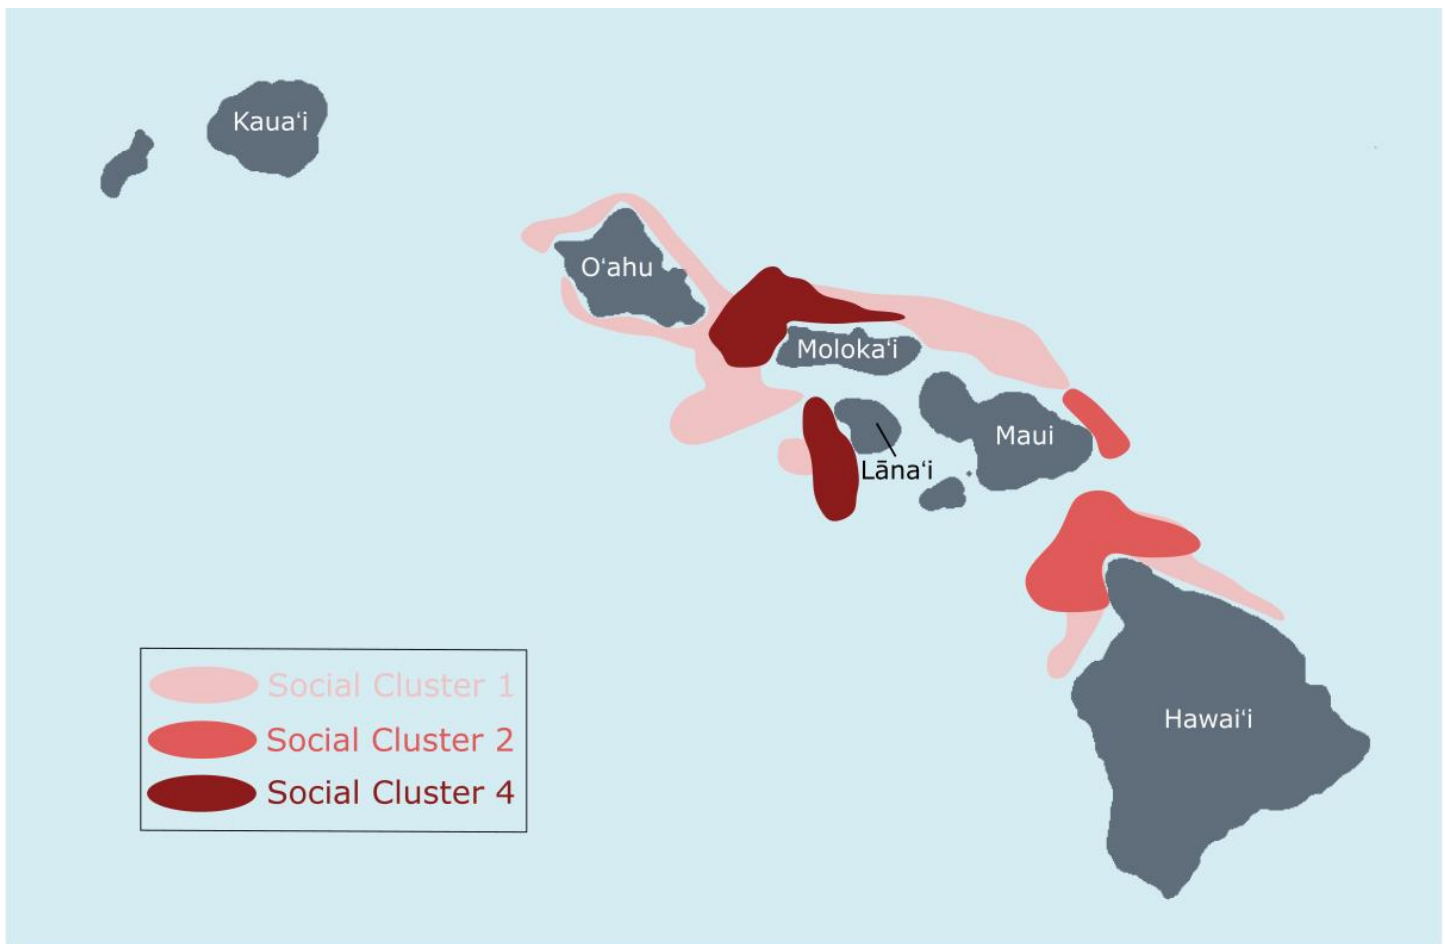 Kauaʻi
Oʻahu
Molokaʻi
Maui
Lānaʻi
Social Cluster 1
Social Cluster 2
Hawaiʻi
Social Cluster 4